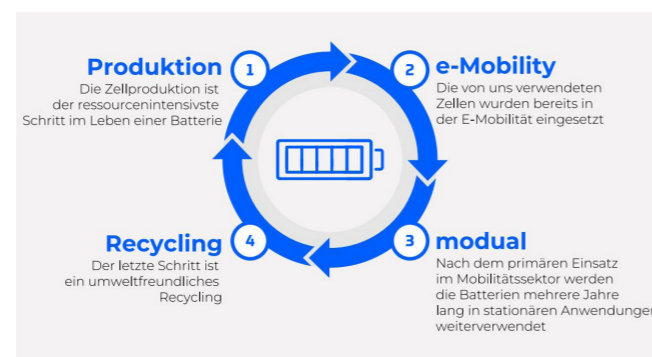 1
Produktion
Die Zellproduktion ist
der ressourcenintensivste
Schritt im Leben einer Batterie
2
e-Mobility
Die von uns verwendeten
Zellen wurden bereits in
der E-Mobilität eingesetzt
3
modual
Nach dem primären Einsatz
im Mobilitätssektor werden
die Batterien mehrere Jahre
lang in stationären Anwendungen
weiterverwendet
4
Recycling
Der letzte Schritt ist
ein umweltfreundliches
Recycling